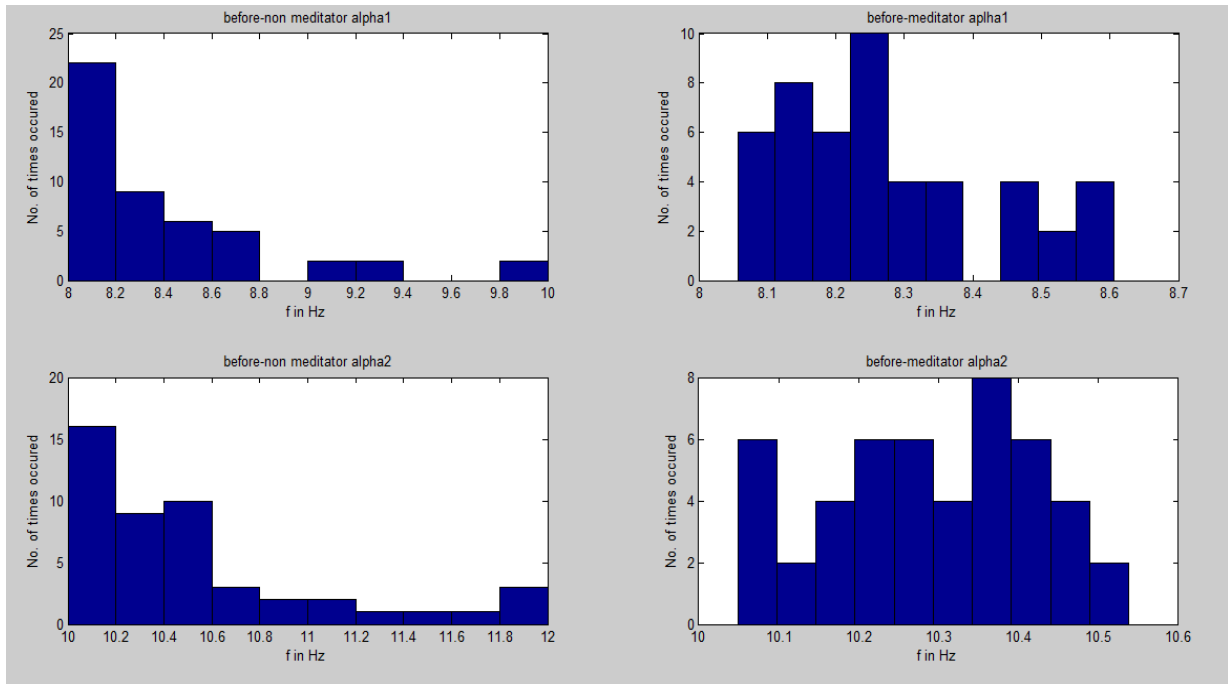 before-non meditator alpha1
25
20
15
10
5
0
No. of times occured
8 8.2 8.4 8.6 8.8 9 9.2 9.4 9.6 9.8 10
f in Hz
before-meditator aplha1
10
8
6
4
2
0
No. of times occured
8 8.1 8.2 8.3 8.4 8.5 8.6 8.7
f in Hz
before-non meditator alpha2
20
15
10
5
0
No. of times occured
10 10.2 10.4 10.6 10.8 11 11.2 11.4 11.6 11.8 12
f in Hz
before-meditator alpha2
8
6
4
2
0
No. of times occured
10 10.1 10.2 10.3 10.4 10.5 10.6
f in Hz